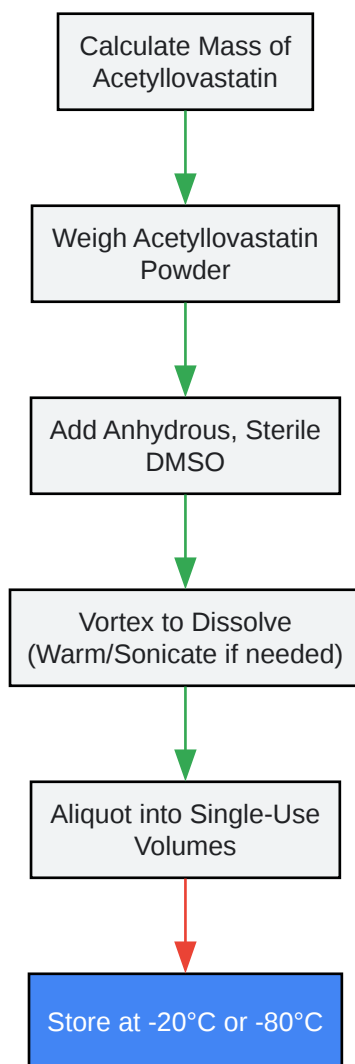 Calculate Mass of
Acetyllovastatin
Weigh Acetyllovastatin
Powder
Add Anhydrous, Sterile
DMSO
Vortex to Dissolve
(Warm/Sonicate if needed)
Aliquot into Single-Use
Volumes
Store at -20°C or -80°C